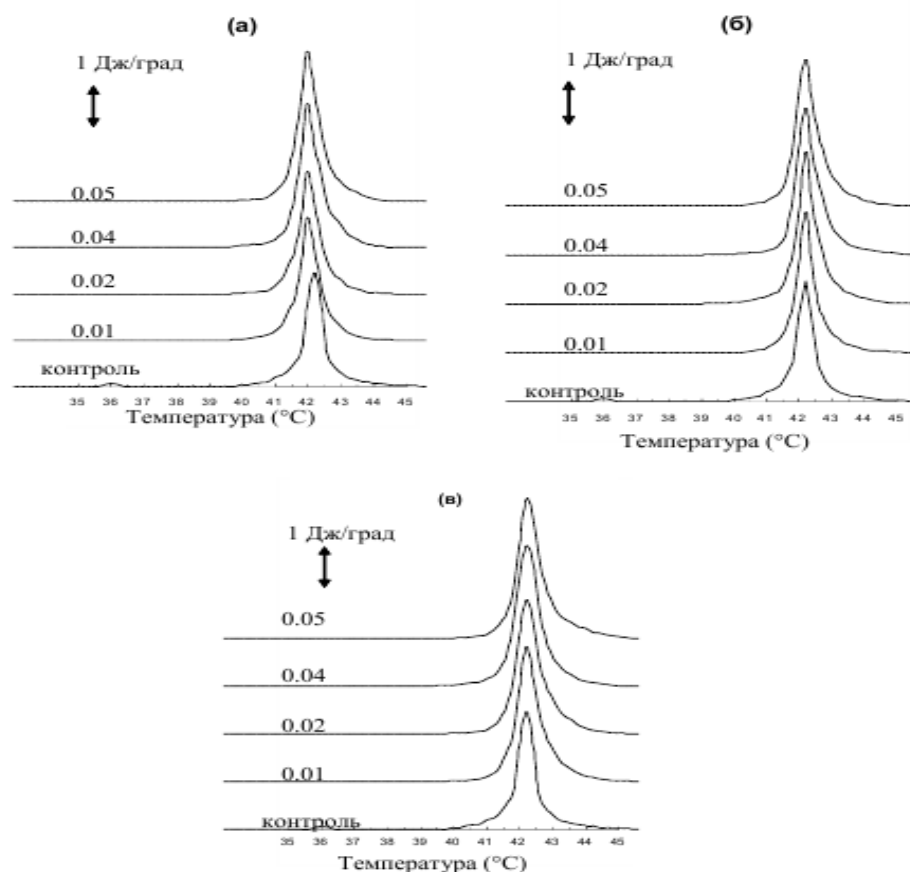 (а)
1 Дж/град
0.05
0.04
0.02
0.01
контроль
35 36 37 38 39 40 41 42 43 44 45
Температура (°C)
(б)
1 Дж/град
0.05
0.04
0.02
0.01
контроль
35 36 37 38 39 40 41 42 43 44 45
Температура (°C)
(в)
1 Дж/град
0.05
0.04
0.02
0.01
контроль
35 36 37 38 39 40 41 42 43 44 45
Температура (°C)